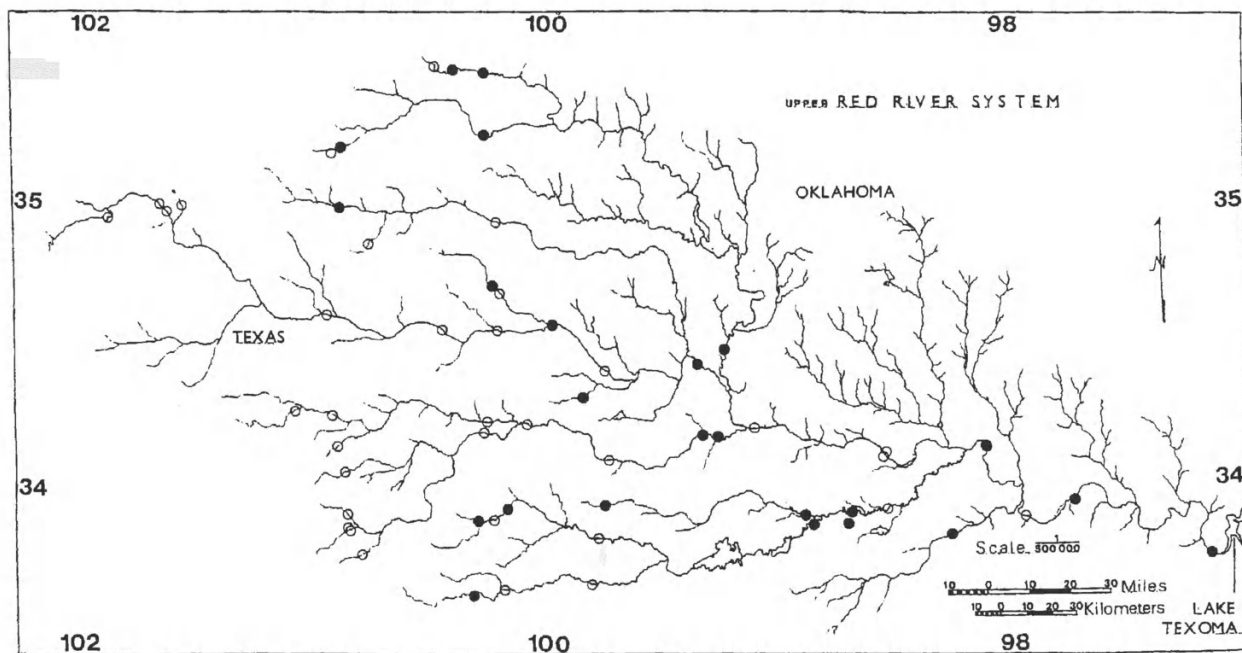 102 100 98
UPPER RED RIVER SYSTEM
OKLAHOMA
35 35
N
TEXAS
34 34
Scale 1/500000
10 0 10 20 30 Miles
10 0 10 20 30 Kilometers
LAKE
TEXOMA
102 100 98